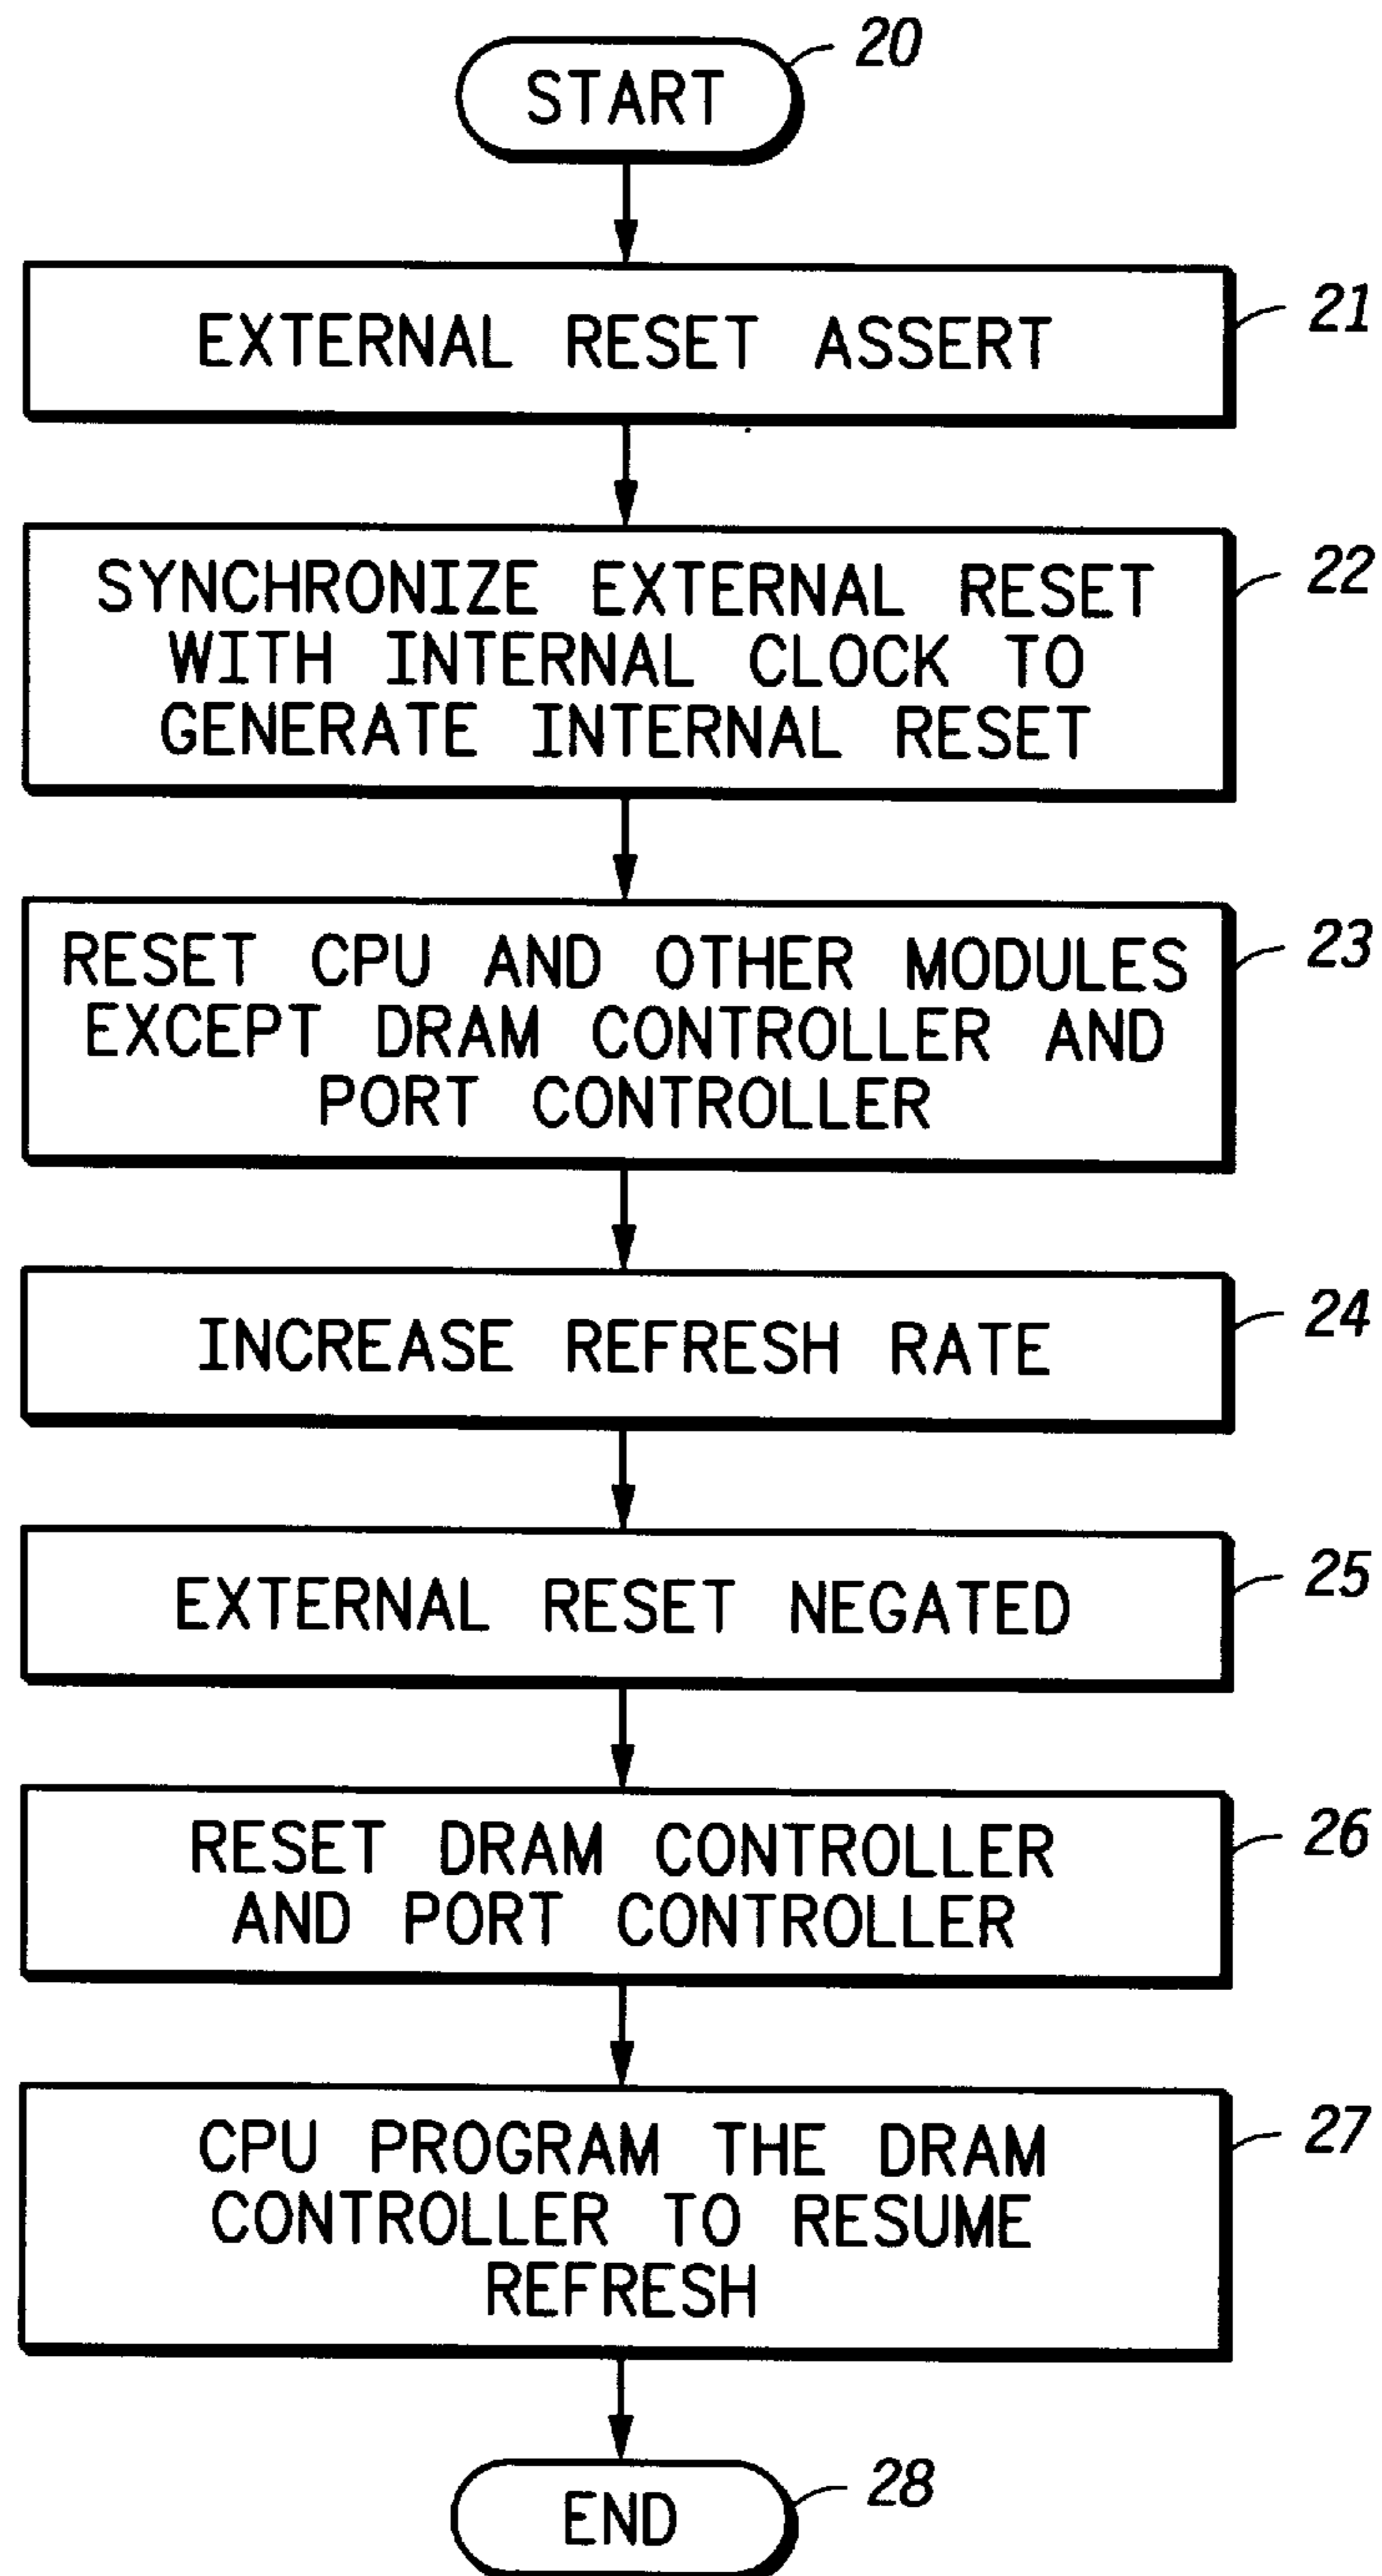 START
20
EXTERNAL RESET ASSERT
21
SYNCHRONIZE EXTERNAL RESET
WITH INTERNAL CLOCK TO
GENERATE INTERNAL RESET
22
RESET CPU AND OTHER MODULES
EXCEPT DRAM CONTROLLER AND
PORT CONTROLLER
23
INCREASE REFRESH RATE
24
EXTERNAL RESET NEGATED
25
RESET DRAM CONTROLLER
AND PORT CONTROLLER
26
CPU PROGRAM THE DRAM
CONTROLLER TO RESUME
REFRESH
27
END
28